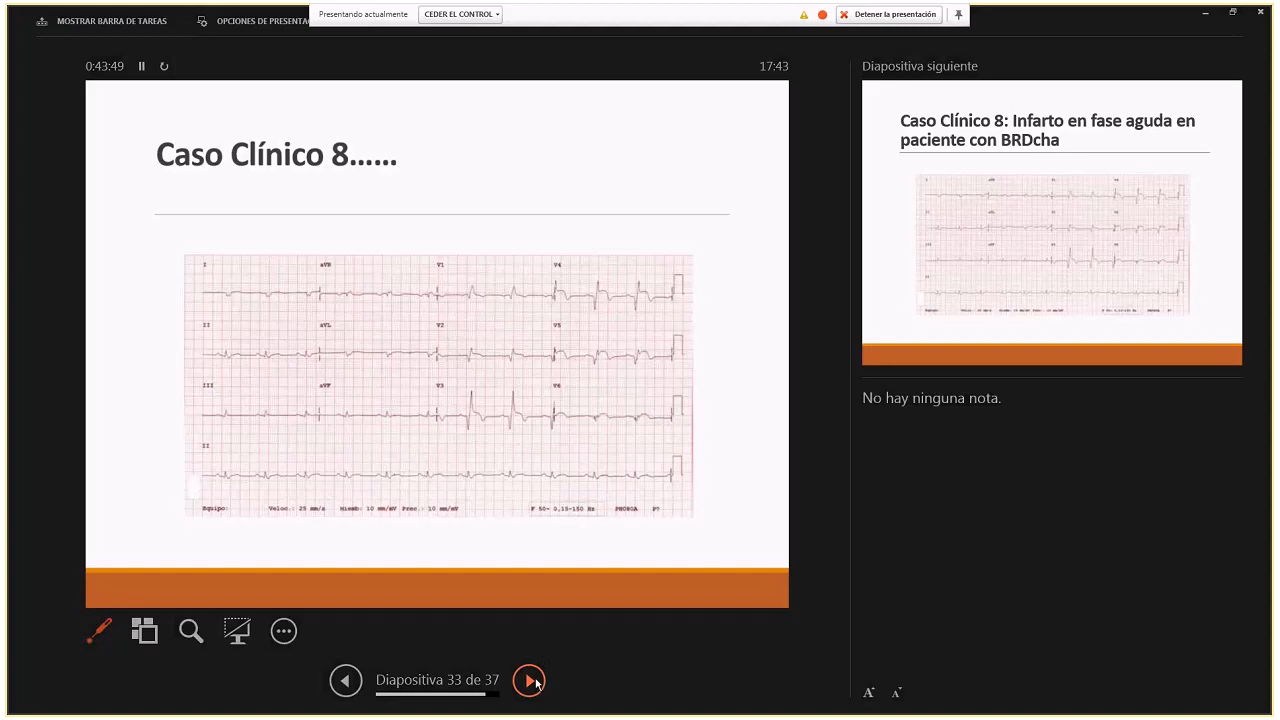 MOSTRAR BARRA DE TAREAS
OPCIONES DE PRESENTA
Presentando actualmente
CEDER EL CONTROL
Detener la presentación
0:43:49
17:43
Caso Clínico 8......
I aVR V1 V4
II aVL V2 V5
III aVF V3 V6
II
Equipo: Veloc.: 25 mm/s Miemb: 10 mm/mV Prec.: 10 mm/mV F 50~ 0,15-150 Hz
Diapositiva 33 de 37
Diapositiva siguiente
Caso Clínico 8: Infarto en fase aguda en
paciente con BRDcha
No hay ninguna nota.
A A